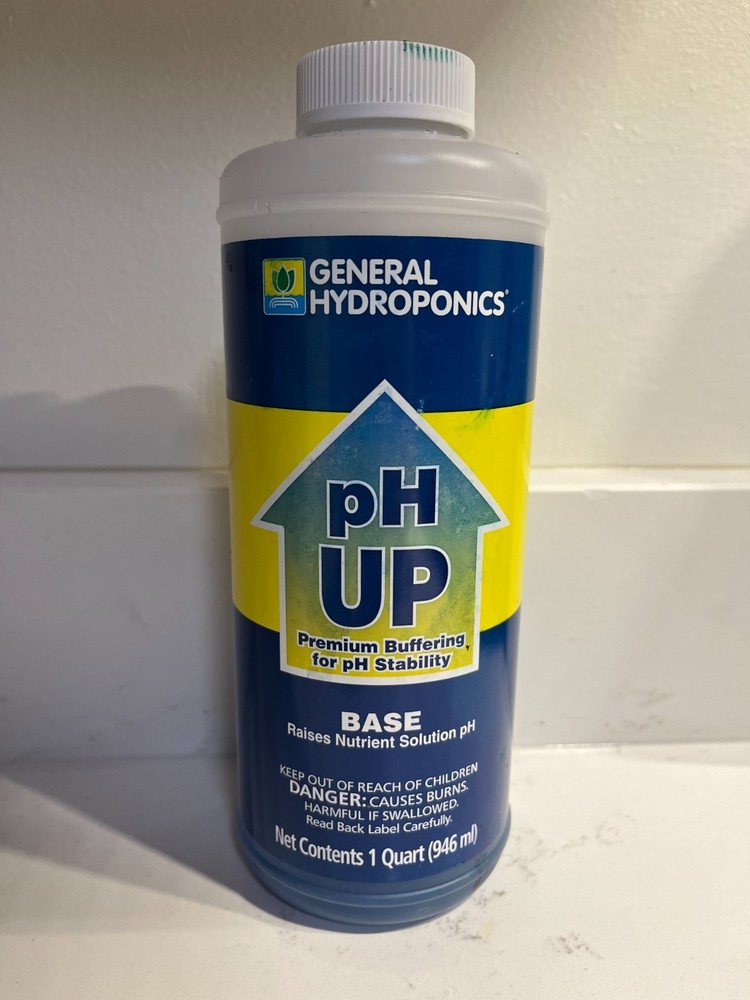 GENERAL
HYDROPONICS®
pH
UP
Premium Buffering
for pH Stability
BASE
Raises Nutrient Solution pH
KEEP OUT OF REACH OF CHILDREN
DANGER: CAUSES BURNS.
HARMFUL IF SWALLOWED.
Read Back Label Carefully.
Net Contents 1 Quart (946 ml)